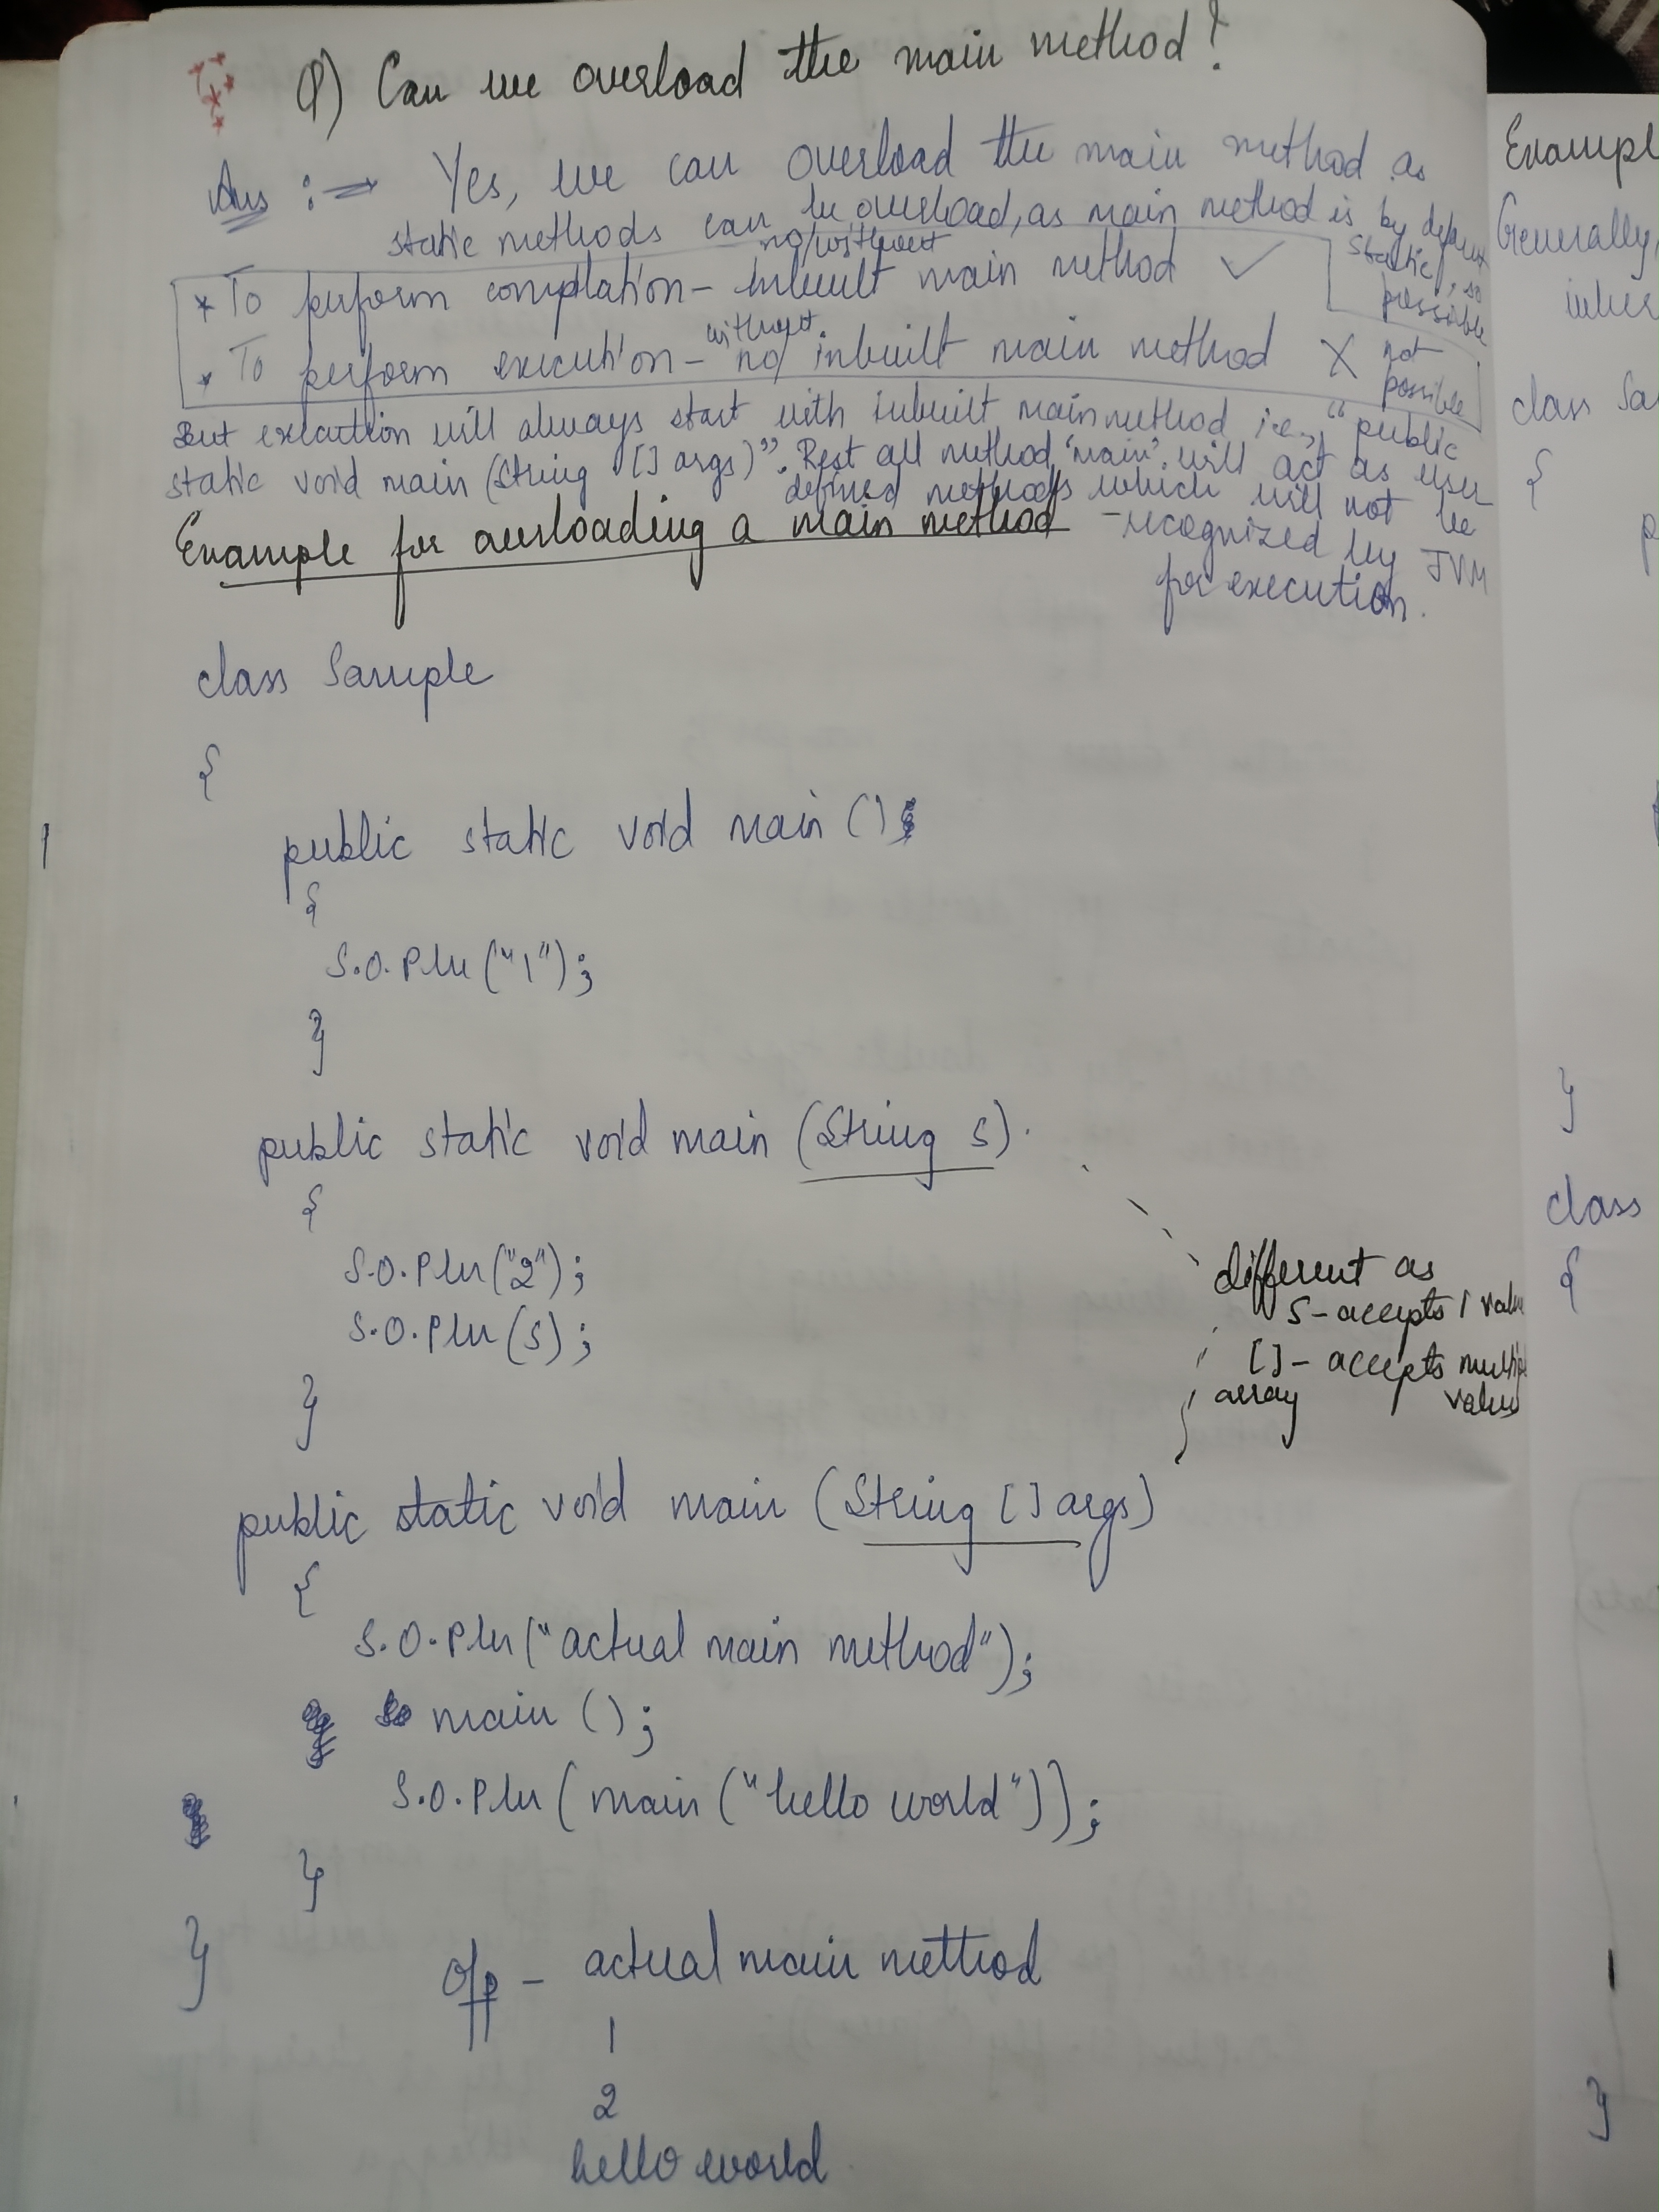 Q) Can we overload the main method?
Ans :→ Yes, we can overload the main method as
static methods can be overload, as main method is by default static, so possible
* To perform compilation – no/without inbuilt main method ✓
* To perform execution – no/without inbuilt main method X not possible
But execution will always start with inbuilt main method i.e., "public
static void main (String [] args)". Rest all method 'main' will act as user
defined methods which will not be
recognized by JVM
for execution.
Example for overloading a main method –
class Sample
{
public static void main ()
{
S.O.Pln ("1");
}
public static void main (String s)
{
S.O.Pln ("2");
S.O.Pln (s);
}
different as
S – accepts 1 value
[] – accepts
array value
public static void main (String [] args)
{
S.O.Pln ("actual main method");
main ();
S.O.Pln (main ("hello world"));
}
}
O/p – actual main method
1
2
hello world
Generally,
class
{
}
class
{
}